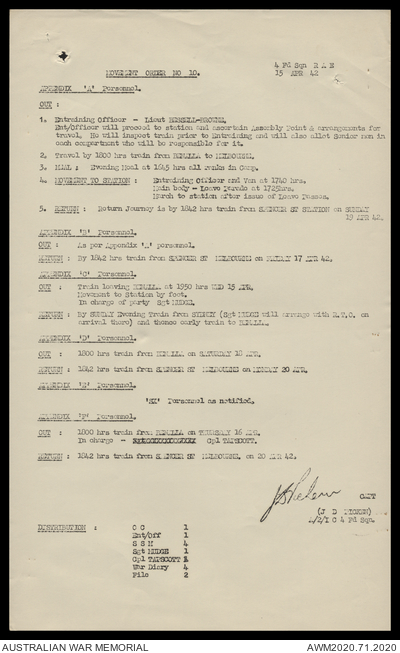 4 Fd Sqn R A E
MOVEMENT ORDER NO 10.
15 APR 42
APPENDIX 'A' Personnel.
OUT :
1. Entraining Officer - Lieut
Ent/Officer will proceed to station and ascertain Assembly Point & arrangements for
travel. He will inspect train prior to Entraining and will also allot Senior men in
each compartment who will be responsible for it.
2. Travel by 1800 hrs train from to MELBOURNE.
3. MEAL : Evening Meal at 1645 hrs all ranks in Camp.
4. MOVEMENT TO STATION : Entraining Officer and Van at 1740 hrs.
Main body - Leave Parade at 1725hrs.
March to station after issue of Leave Passes.
5. RETURN : Return Journey is by 1842 hrs train from SPENCER ST STATION on SUNDAY
19 APR 42.
APPENDIX 'B' Personnel.
OUT : As per Appendix 'A' personnel.
RETURN : By 1842 hrs train from SPENCER ST MELBOURNE on 17 APR 42.
APPENDIX 'C' Personnel.
OUT : Train leaving at 1950 hrs WED 15 APR.
Movement to Station by foot.
In charge of party Sgt MUDGE.
RETURN : By SUNDAY Evening Train from SYDNEY (Sgt MUDGE will arrange with R.T.O. on
arrival there) and thence early train to
APPENDIX 'D' Personnel.
OUT : 1800 hrs train from on SATURDAY 18 APR.
RETURN : 1842 hrs train from SPENCER ST MELBOURNE on MONDAY 20 APR
APPENDIX 'E' Personnel.
Personnel as notified.
APPENDIX 'F' Personnel.
OUT : 1800 hrs train from on THURSDAY 16 APR.
In charge - Cpl TAPSCOTT.
RETURN : 1842 hrs train from SPENCER ST MELBOURNE, on 20 APR 42.
CAPT
(J D )
A/2/I C 4 Fd Sqn.
DISTRIBUTION : O C 1
Ent/Off 1
S S M 4
Sgt MUDGE 1
Cpl TAPSCOTT 1
War Diary 4
File 2
AUSTRALIAN WAR MEMORIAL
AWM2020.71.2020